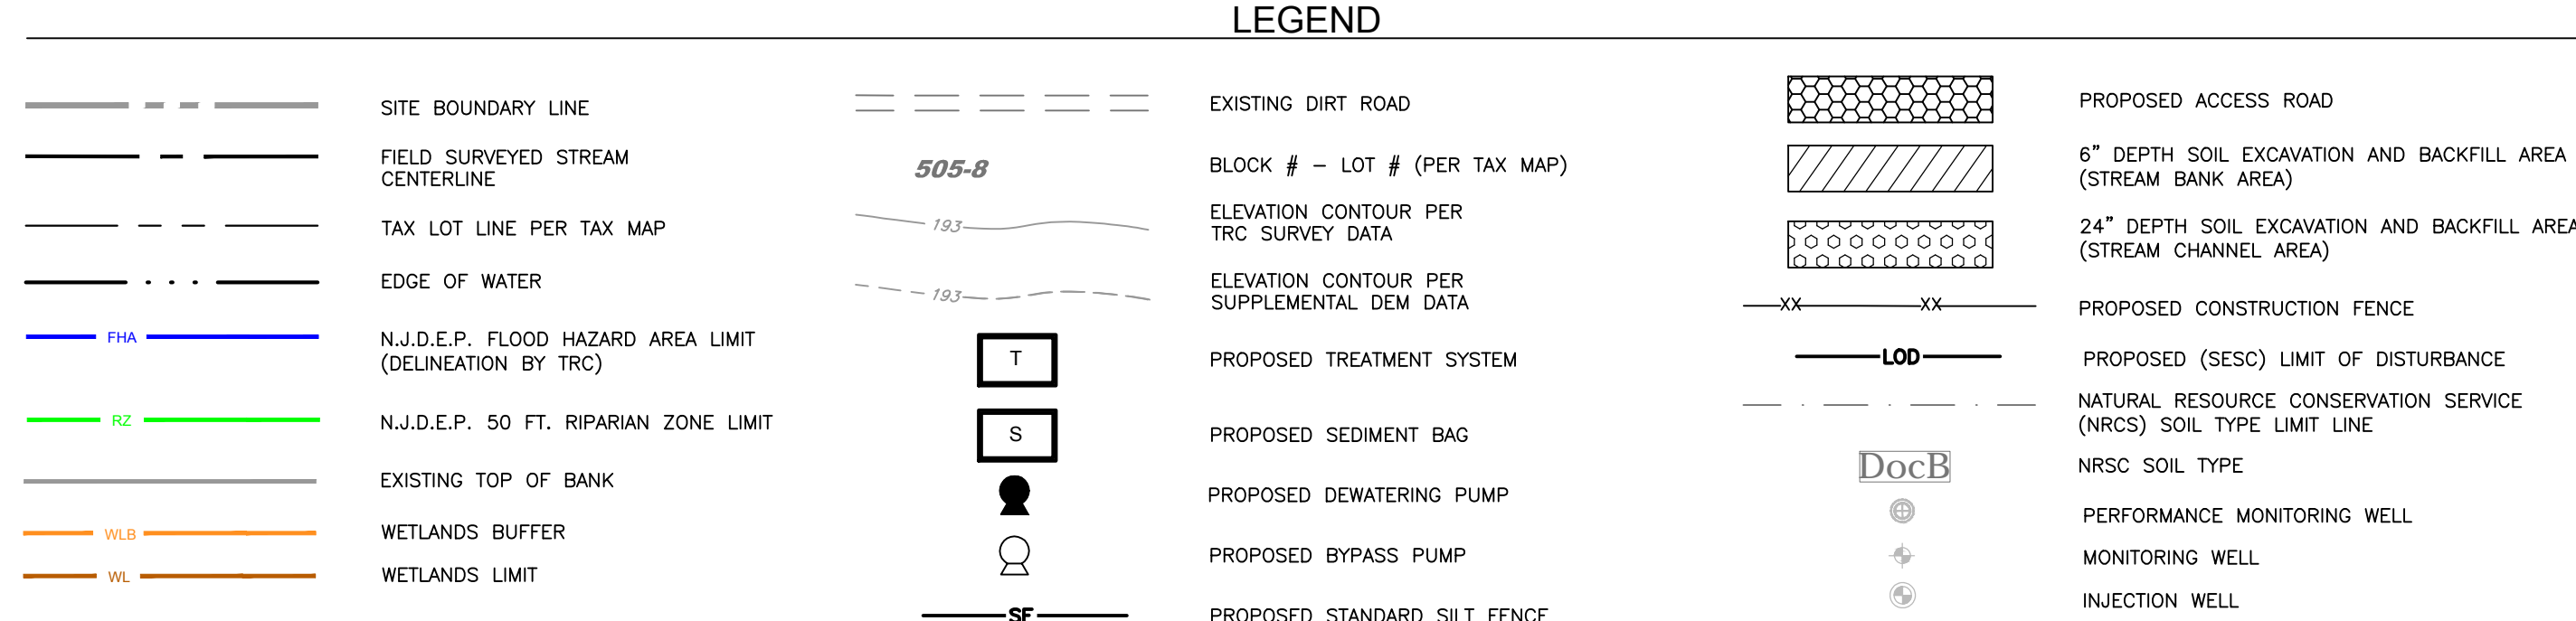 LEGEND
SITE BOUNDARY LINE
FIELD SURVEYED STREAM
CENTERLINE
TAX LOT LINE PER TAX MAP
EDGE OF WATER
FHA
N.J.D.E.P. FLOOD HAZARD AREA LIMIT
(DELINEATION BY TRC)
RZ
N.J.D.E.P. 50 FT. RIPARIAN ZONE LIMIT
EXISTING TOP OF BANK
WLB
WETLANDS BUFFER
WL
WETLANDS LIMIT
EXISTING DIRT ROAD
505-8
BLOCK # – LOT # (PER TAX MAP)
193
ELEVATION CONTOUR PER
TRC SURVEY DATA
193
ELEVATION CONTOUR PER
SUPPLEMENTAL DEM DATA
T
PROPOSED TREATMENT SYSTEM
S
PROPOSED SEDIMENT BAG
PROPOSED DEWATERING PUMP
PROPOSED BYPASS PUMP
SF
PROPOSED STANDARD SILT FENCE
PROPOSED ACCESS ROAD
6" DEPTH SOIL EXCAVATION AND BACKFILL AREA
(STREAM BANK AREA)
24" DEPTH SOIL EXCAVATION AND BACKFILL AREA
(STREAM CHANNEL AREA)
XX XX
PROPOSED CONSTRUCTION FENCE
LOD
PROPOSED (SESC) LIMIT OF DISTURBANCE
NATURAL RESOURCE CONSERVATION SERVICE
(NRCS) SOIL TYPE LIMIT LINE
DocB
NRSC SOIL TYPE
PERFORMANCE MONITORING WELL
MONITORING WELL
INJECTION WELL